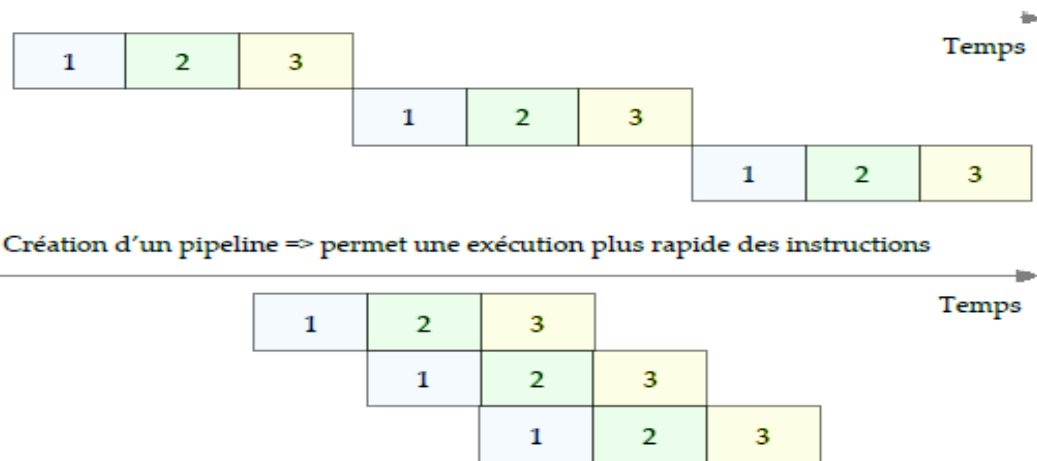 Temps
1 2 3
1 2 3
1 2 3
Création d'un pipeline => permet une exécution plus rapide des instructions
Temps
1 2 3
1 2 3
1 2 3